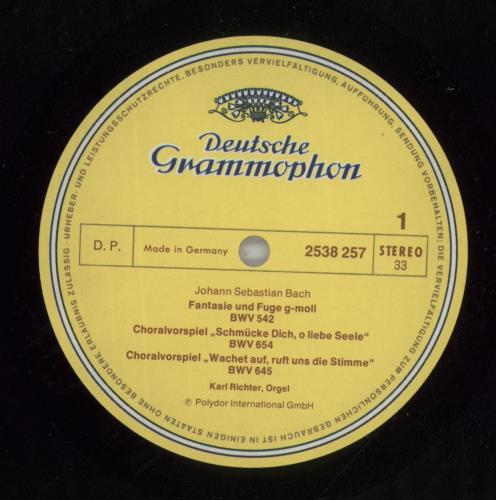 URHEBER- UND LEISTUNGSSCHUTZRECHTE, BESONDERS VERVIELFÄLTIGUNG, AUFFÜHRUNG, SENDUNG VORBEHALTEN; DIE VERVIELFÄLTIGUNG ZUM PERSÖNLICHEN GEBRAUCH IST IN EINIGEN STAATEN OHNE BESONDERE ERLAUBNIS ZULÄSSIG ·
Deutsche
Grammophon
1
D. P. Made in Germany 2538 257 STEREO
33
Johann Sebastian Bach
Fantasie und Fuge g-moll
BWV 542
Choralvorspiel „Schmücke Dich, o liebe Seele“
BWV 654
Choralvorspiel „Wachet auf, ruft uns die Stimme“
BWV 645
Karl Richter, Orgel
℗ Polydor International GmbH